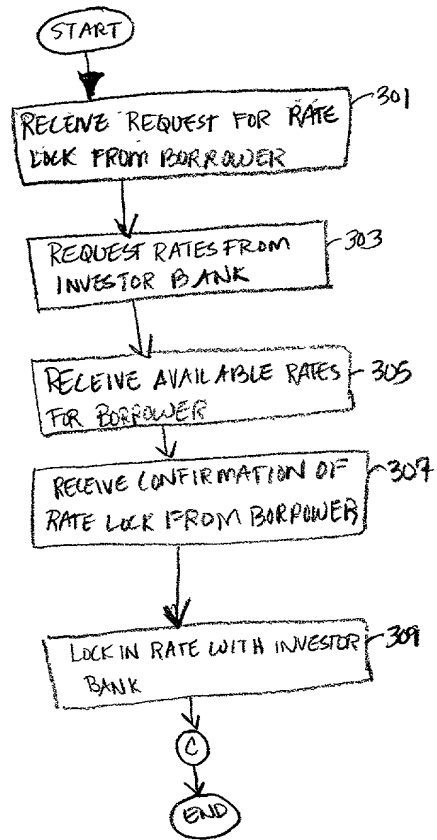 START
RECEIVE REQUEST FOR RATE
LOCK FROM BORROWER
301
REQUEST RATES FROM
INVESTOR BANK
303
RECEIVE AVAILABLE RATES
FOR BORROWER
305
RECEIVE CONFIRMATION OF
RATE LOCK FROM BORROWER
307
LOCK IN RATE WITH INVESTOR
BANK
309
C
END